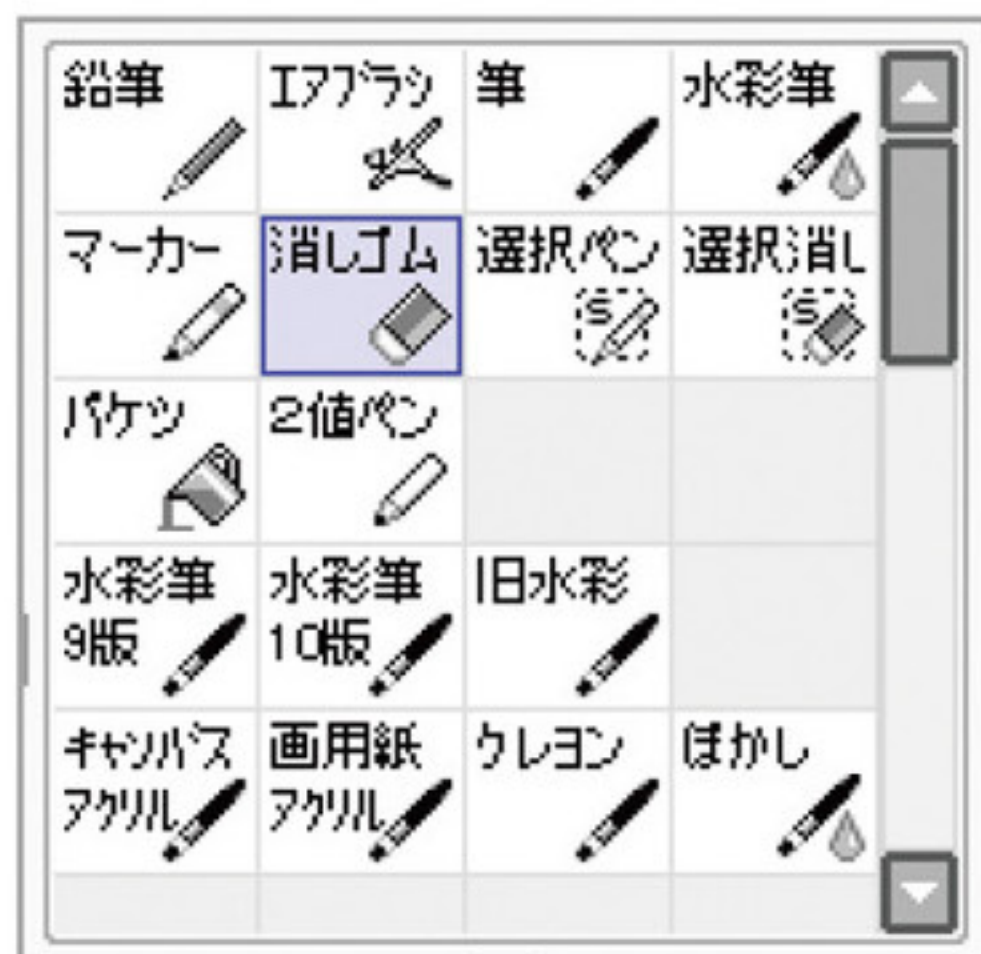 鉛筆
エアブラシ
筆
水彩筆
マーカー
消しゴム
選択ペン
選択消し
バケツ
2値ペン
水彩筆
9版
水彩筆
10版
旧水彩
キャンバス
アクリル
画用紙
アクリル
クレヨン
ぼかし